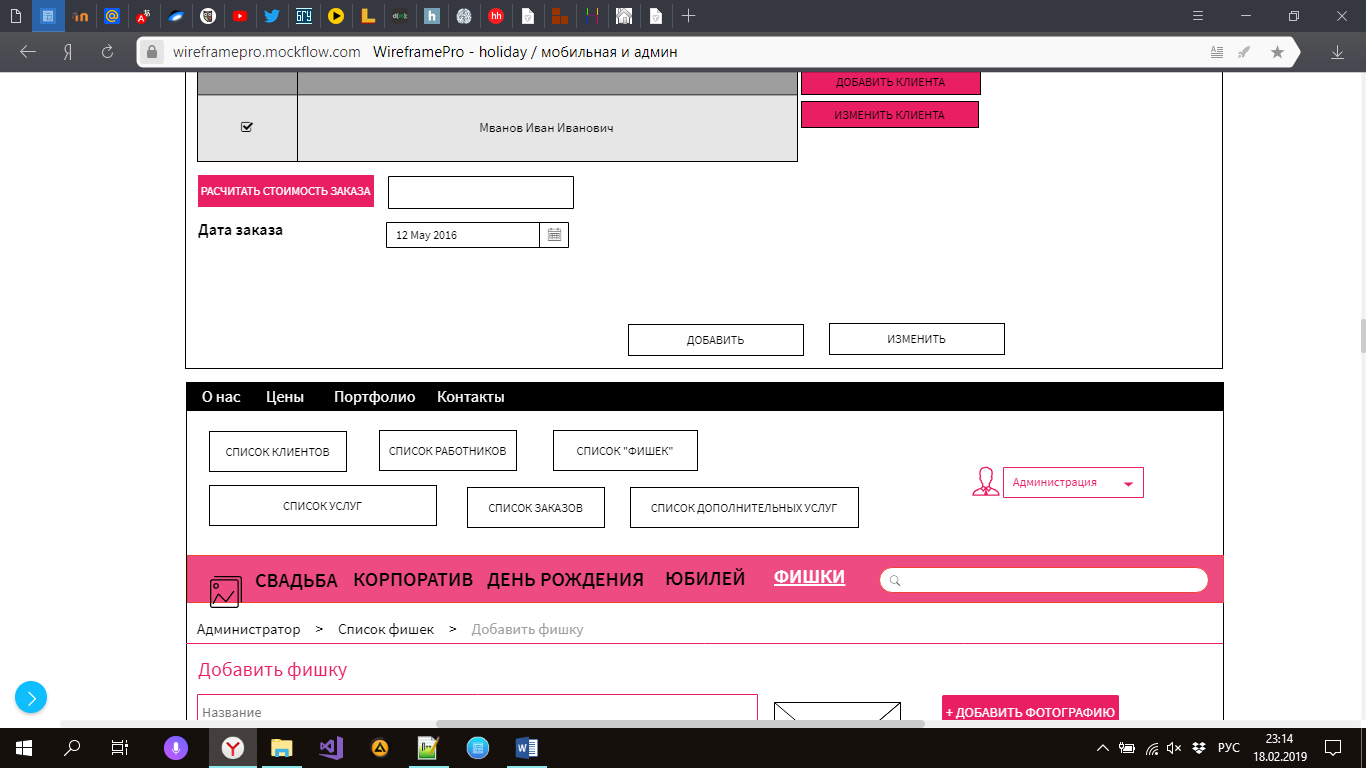 wireframepro.mockflow.com WireframePro - holiday / мобильная и админ
ДОБАВИТЬ КЛИЕНТА
Мванов Иван Иванович
ИЗМЕНИТЬ КЛИЕНТА
РАСЧИТАТЬ СТОИМОСТЬ ЗАКАЗА
Дата заказа
12 May 2016
ДОБАВИТЬ ИЗМЕНИТЬ
О нас Цены Портфолио Контакты
СПИСОК КЛИЕНТОВ СПИСОК РАБОТНИКОВ СПИСОК "ФИШЕК"
Администрация
СПИСОК УСЛУГ СПИСОК ЗАКАЗОВ СПИСОК ДОПОЛНИТЕЛЬНЫХ УСЛУГ
СВАДЬБА КОРПОРАТИВ ДЕНЬ РОЖДЕНИЯ ЮБИЛЕЙ ФИШКИ
Администратор > Список фишек > Добавить фишку
Добавить фишку
Название
+ ДОБАВИТЬ ФОТОГРАФИЮ
РУС
23:14
18.02.2019